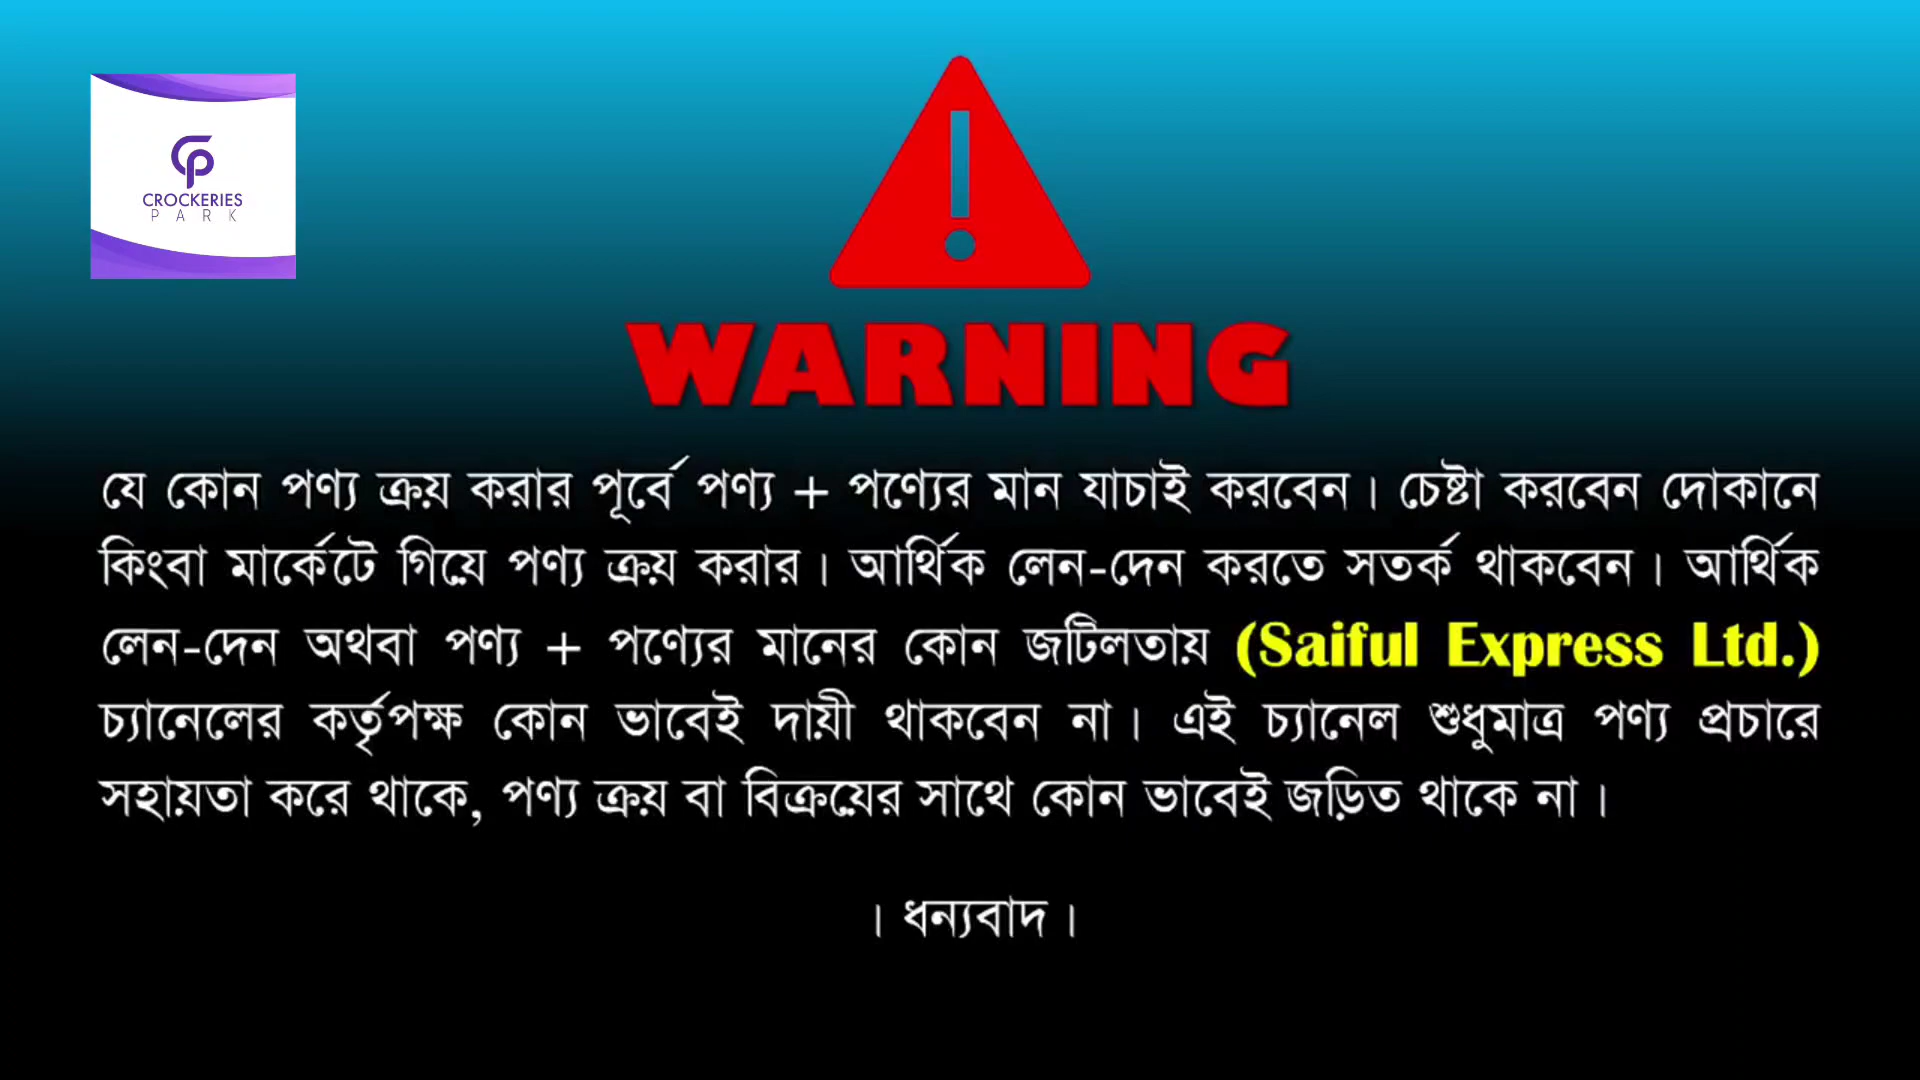 CROCKERIES
PARK
WARNING
যে কোন পণ্য ক্রয় করার পূর্বে পণ্য + পণ্যের মান যাচাই করবেন। চেষ্টা করবেন দোকানে
কিংবা মার্কেটে গিয়ে পণ্য ক্রয় করার। আর্থিক লেন-দেন করতে সতর্ক থাকবেন। আর্থিক
লেন-দেন অথবা পণ্য + পণ্যের মানের কোন জটিলতায় (Saiful Express Ltd.)
চ্যানেলের কর্তৃপক্ষ কোন ভাবেই দায়ী থাকবেন না। এই চ্যানেল শুধুমাত্র পণ্য প্রচারে
সহায়তা করে থাকে, পণ্য ক্রয় বা বিক্রয়ের সাথে কোন ভাবেই জড়িত থাকে না।
। ধন্যবাদ।